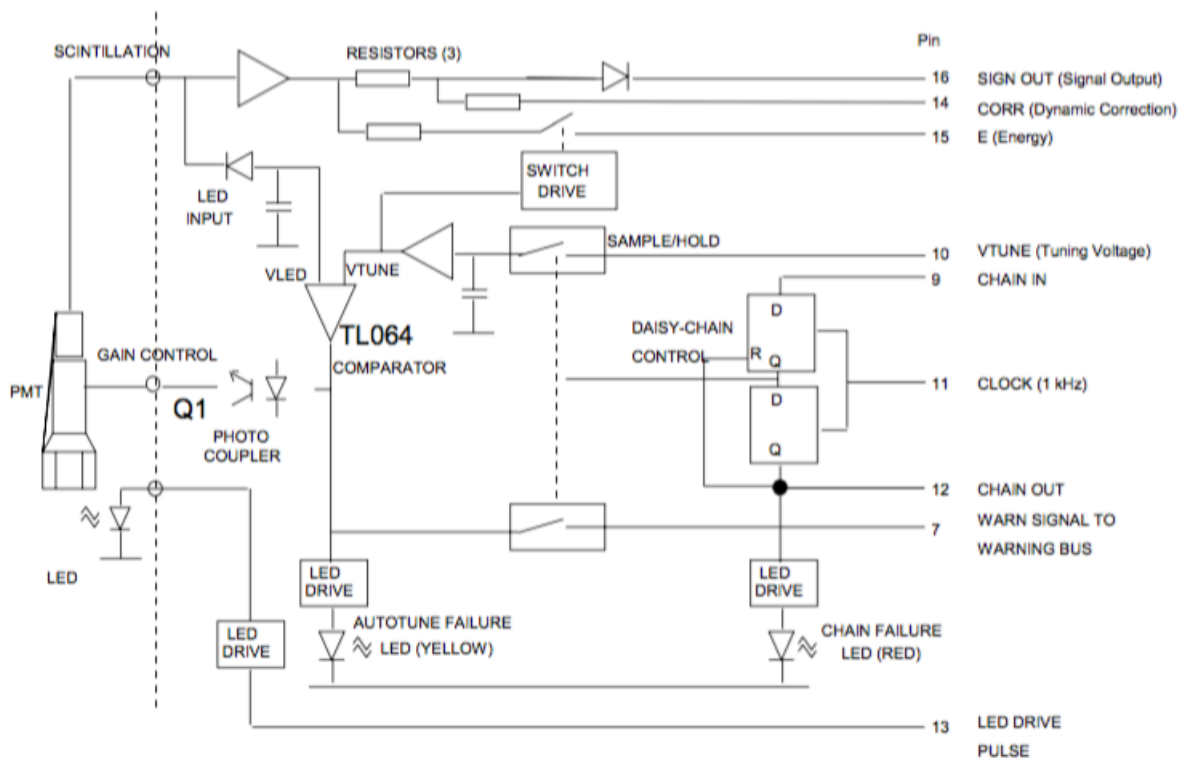 Pin
SCINTILLATION
RESISTORS (3)
16 SIGN OUT (Signal Output)
14 CORR (Dynamic Correction)
15 E (Energy)
SWITCH
DRIVE
LED
INPUT
SAMPLE/HOLD
10 VTUNE (Tuning Voltage)
VLED
VTUNE
9 CHAIN IN
D
R
Q
DAISY-CHAIN
CONTROL
TL064
COMPARATOR
GAIN CONTROL
PMT
Q1
PHOTO
COUPLER
D
Q
11 CLOCK (1 kHz)
12 CHAIN OUT
7 WARN SIGNAL TO
WARNING BUS
LED
LED
DRIVE
LED
DRIVE
AUTOTUNE FAILURE
LED (YELLOW)
CHAIN FAILURE
LED (RED)
LED
DRIVE
13 LED DRIVE
PULSE